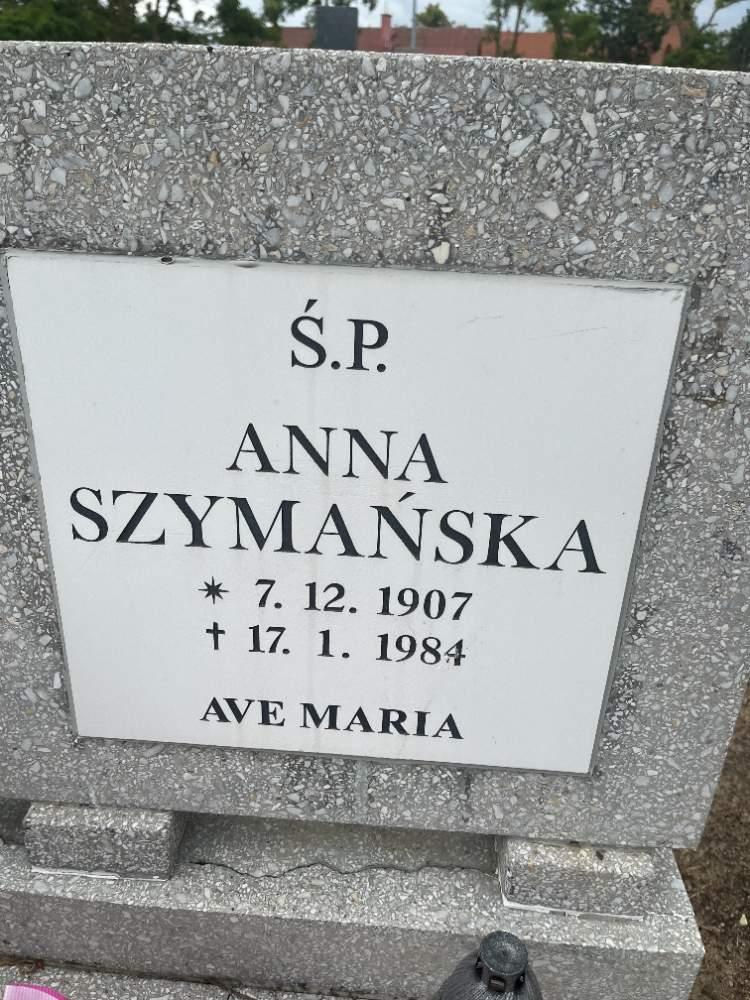 Ś.P.
ANNA
SZYMAŃSKA
✴ 7. 12. 1907
† 17. 1. 1984
AVE MARIA